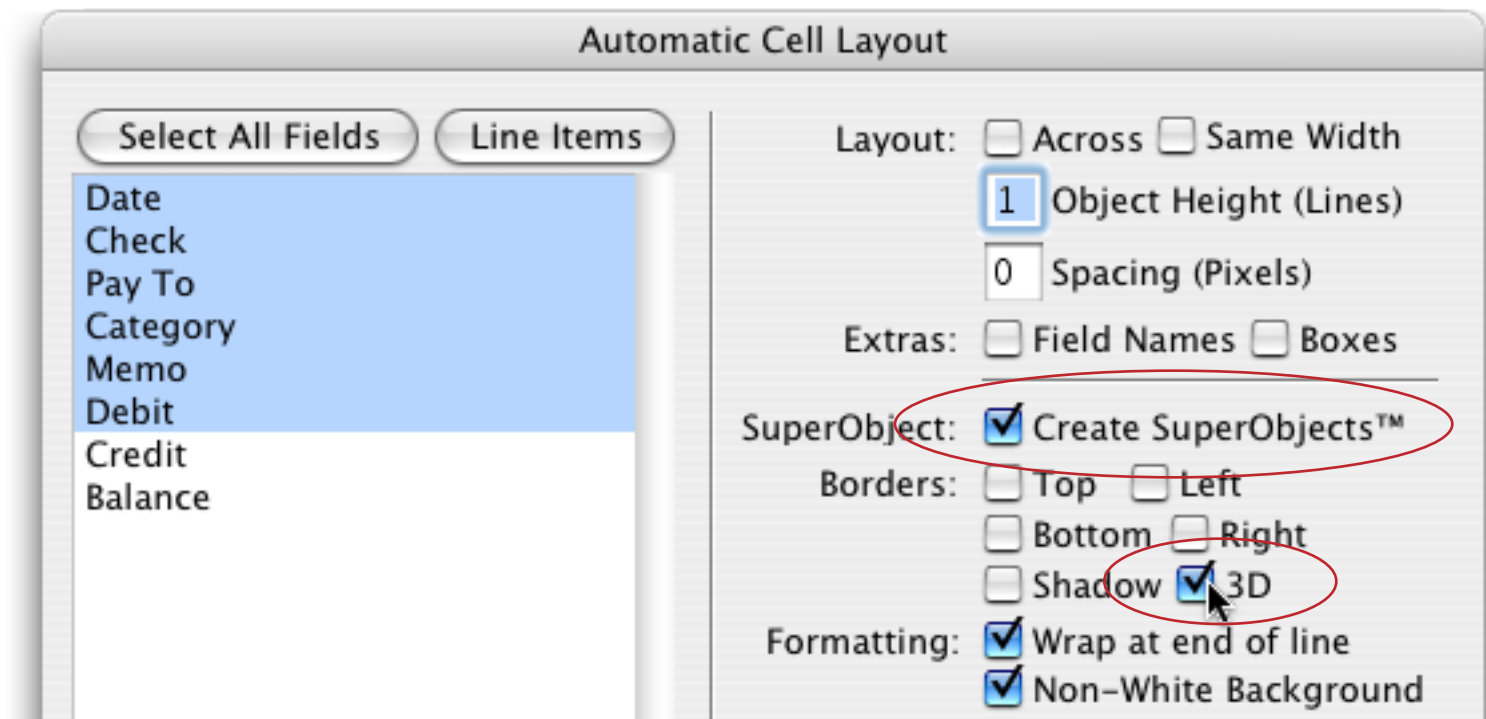 Automatic Cell Layout
Select All Fields Line Items
Date
Check
Pay To
Category
Memo
Debit
Credit
Balance
Layout: Across Same Width
1 Object Height (Lines)
0 Spacing (Pixels)
Extras: Field Names Boxes
SuperObject: Create SuperObjects™
Borders: Top Left
Bottom Right
Shadow 3D
Formatting: Wrap at end of line
Non-White Background